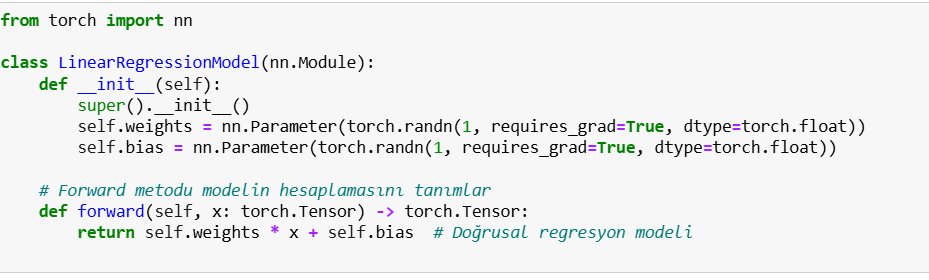 from torch import nn
class LinearRegressionModel(nn.Module):
def __init__(self):
super().__init__()
self.weights = nn.Parameter(torch.randn(1, requires_grad=True, dtype=torch.float))
self.bias = nn.Parameter(torch.randn(1, requires_grad=True, dtype=torch.float))
# Forward metodu modelin hesaplamasını tanımlar
def forward(self, x: torch.Tensor) -> torch.Tensor:
return self.weights * x + self.bias  # Doğrusal regresyon modeli